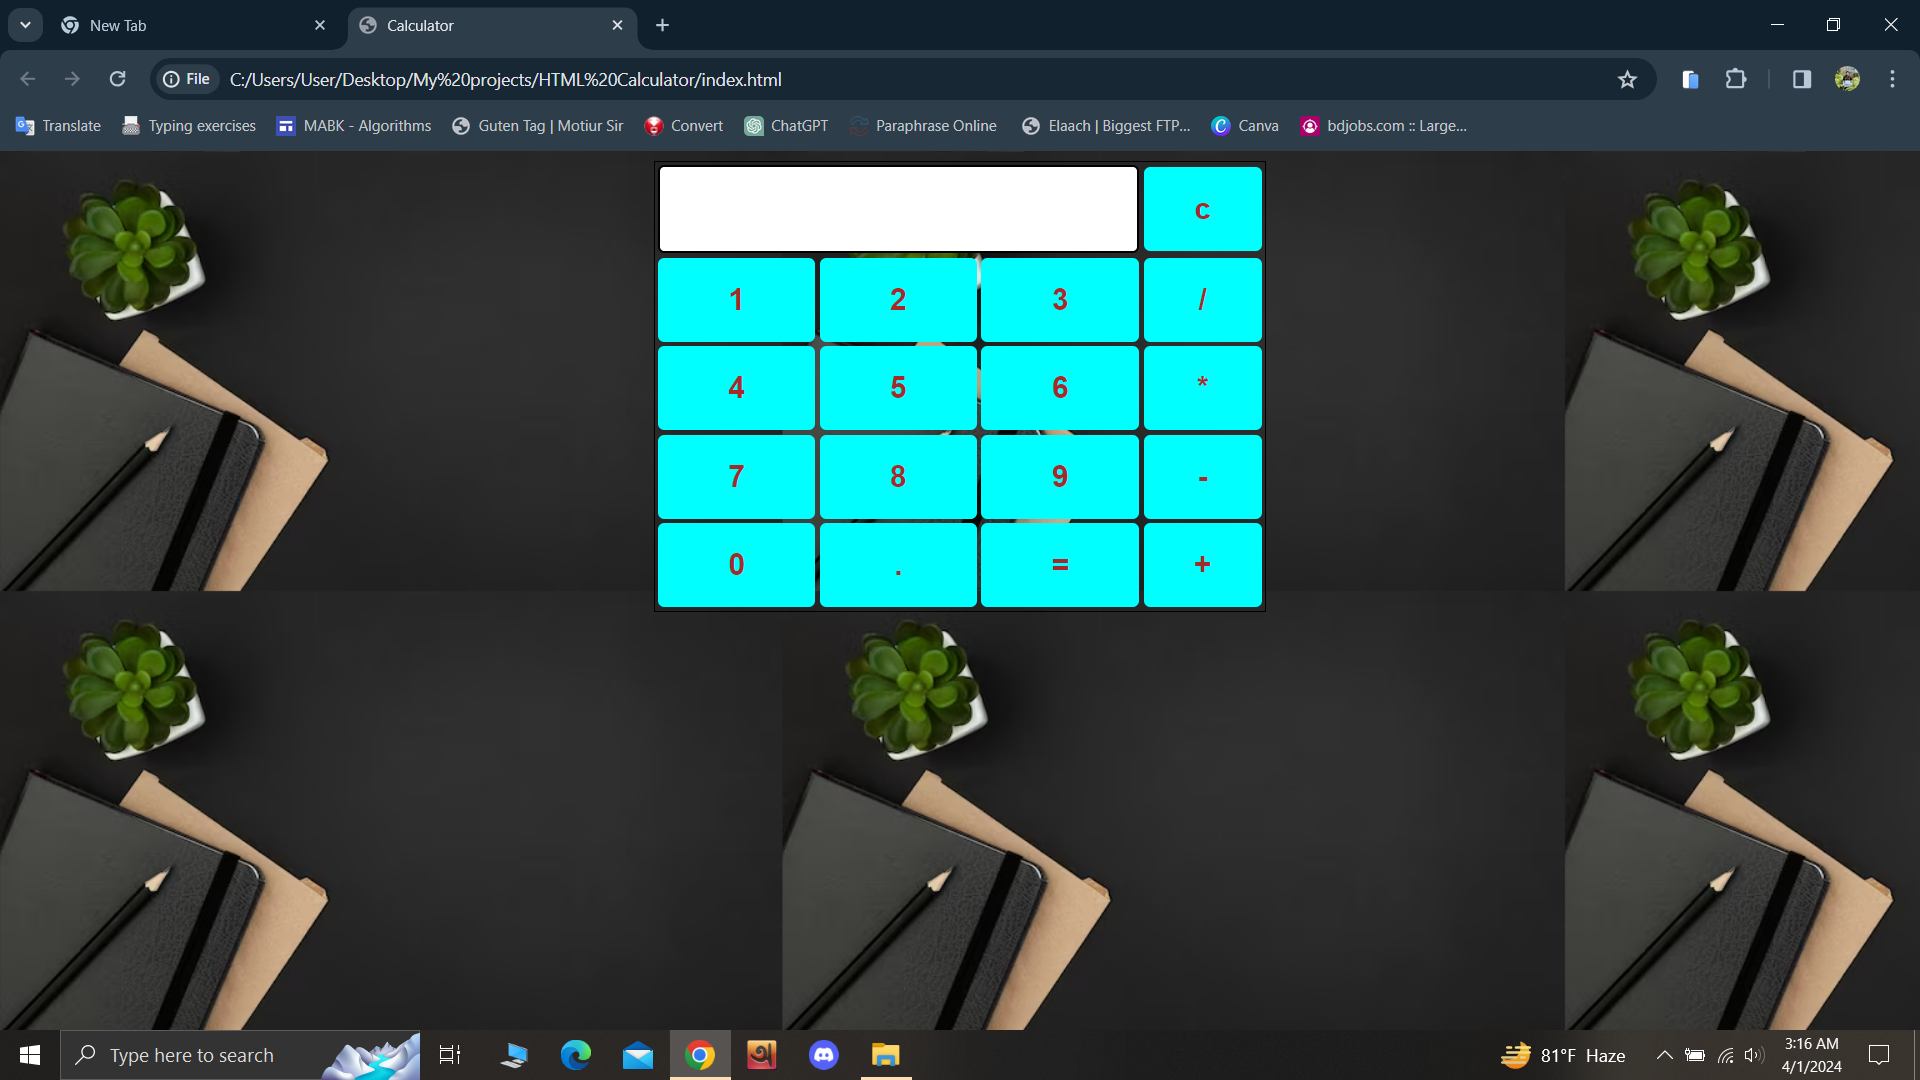 New Tab
Calculator
File
C:/Users/User/Desktop/My%20projects/HTML%20Calculator/index.html
Translate Typing exercises MABK - Algorithms Guten Tag | Motiur Sir Convert ChatGPT Paraphrase Online Elaach | Biggest FTP... Canva bdjobs.com :: Large...
c
1 2 3 /
4 5 6 *
7 8 9 -
0 . = +
Type here to search
81°F Haze
3:16 AM
4/1/2024